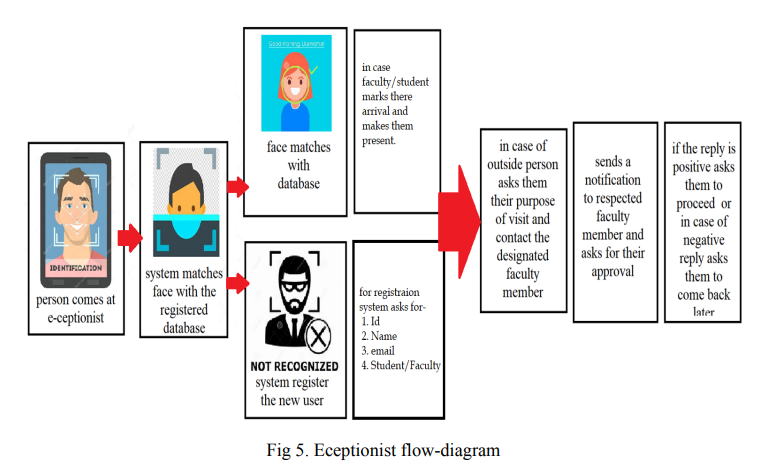 IDENTIFICATION
person comes at
e-ceptionist
system matches
face with the
registered
database
Good morning,
face matches
with
database
in case
faculty/student
marks there
arrival and
makes them
present.
NOT RECOGNIZED
system register
the new user
for registraion
system asks for-
1. Id
2. Name
3. email
4. Student/Faculty
in case of
outside person
asks them
their purpose
of visit and
contact the
designated
faculty
member
sends a
notification
to respected
faculty
member and
asks for their
approval
if the reply is
positive asks
them to
proceed or
in case of
negative
reply asks
them to
come back
later
Fig 5. Eceptionist flow-diagram